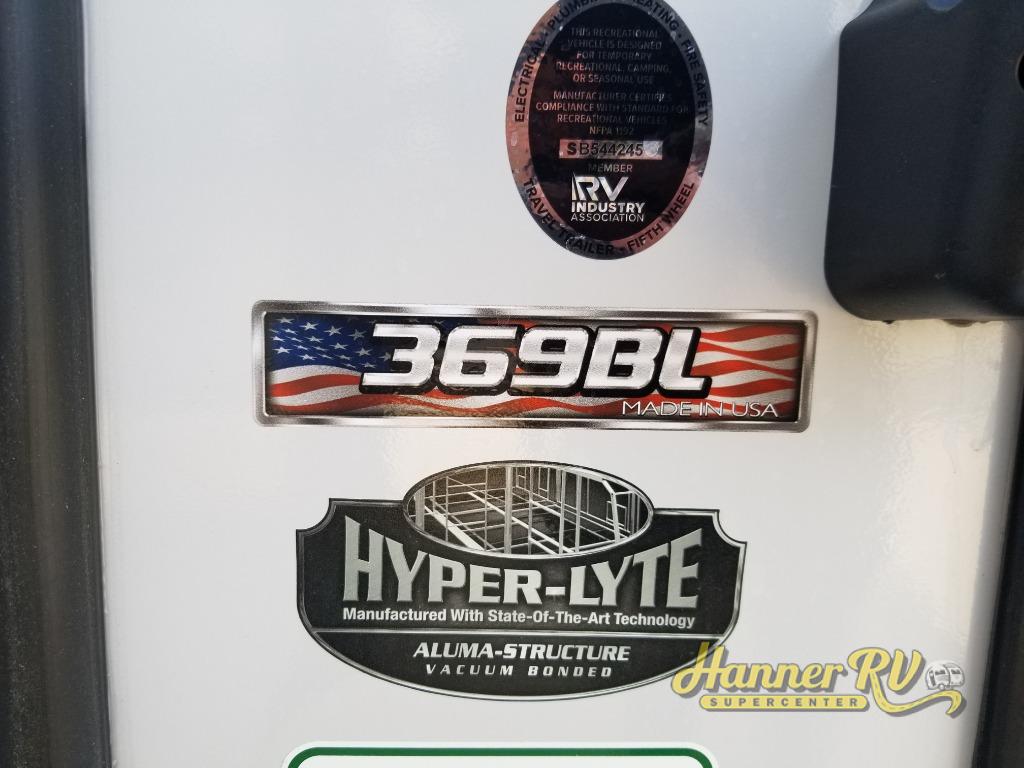 ELECTRICAL · PLUMBING · HEATING · FIRE SAFETY
THIS RECREATIONAL
VEHICLE IS DESIGNED
FOR TEMPORARY
RECREATIONAL, CAMPING,
OR SEASONAL USE
MANUFACTURER CERTIFIES
COMPLIANCE WITH STANDARD FOR
RECREATIONAL VEHICLES
NFPA 1192
SB544245
MEMBER
RV
INDUSTRY
ASSOCIATION
TRAVEL TRAILER · FIFTH WHEEL
369BL
MADE IN USA
HYPER-LYTE
Manufactured With State-Of-The-Art Technology
ALUMA-STRUCTURE
VACUUM BONDED
Hanner RV
SUPERCENTER